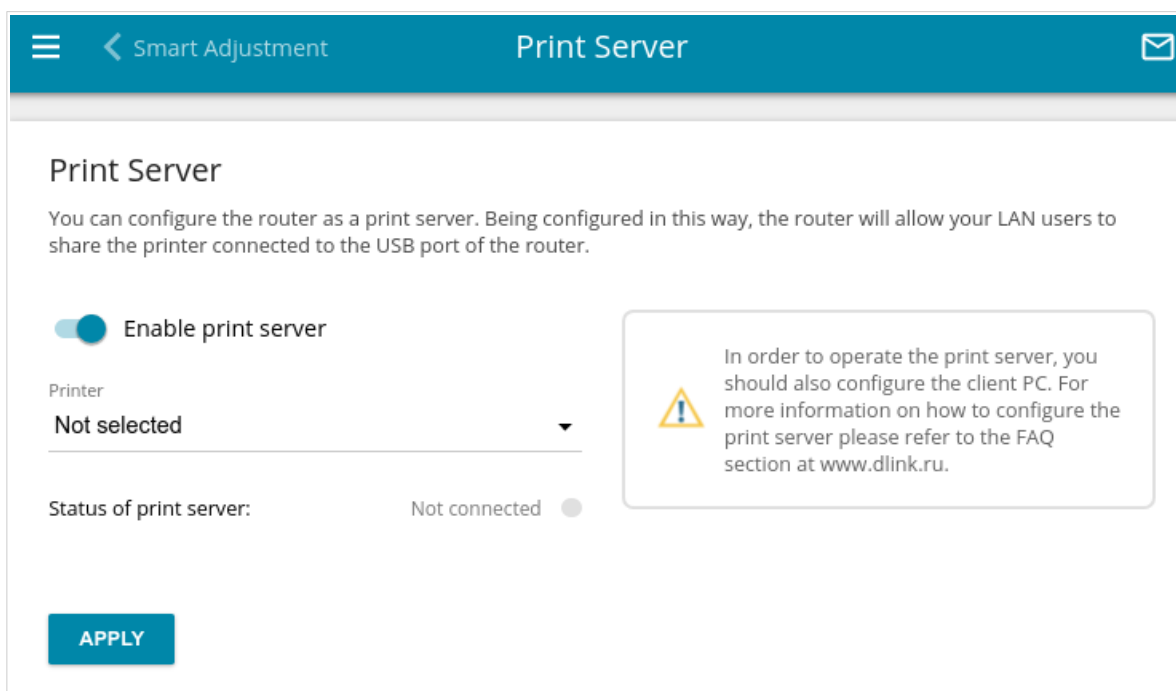 Smart Adjustment
Print Server
Print Server
You can configure the router as a print server. Being configured in this way, the router will allow your LAN users to
share the printer connected to the USB port of the router.
Enable print server
Printer
Not selected
Status of print server:
Not connected
In order to operate the print server, you
should also configure the client PC. For
more information on how to configure the
print server please refer to the FAQ
section at www.dlink.ru.
APPLY